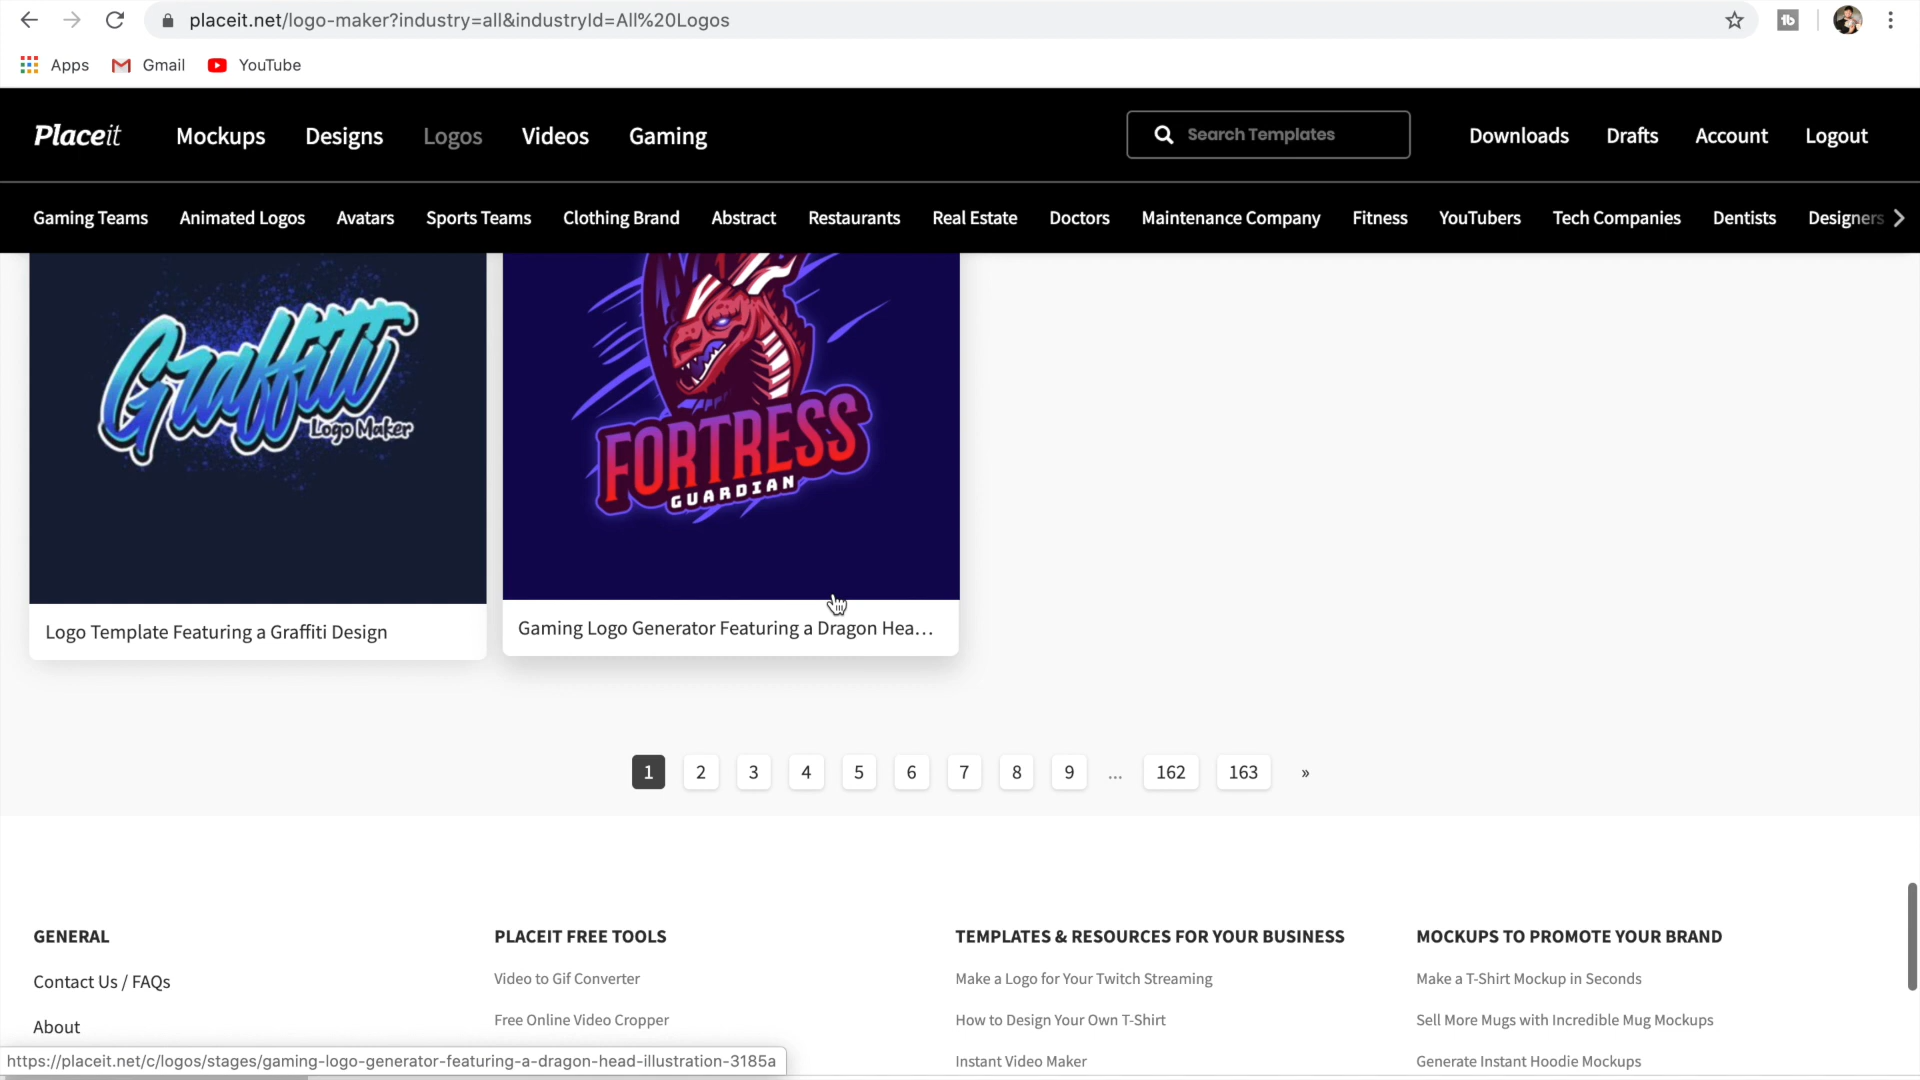 placeit.net/logo-maker?industry=all&industryId=All%20Logos
Apps
Gmail
YouTube
Placeit
Mockups
Designs
Logos
Videos
Gaming
Search Templates
Downloads
Drafts
Account
Logout
Gaming Teams
Animated Logos
Avatars
Sports Teams
Clothing Brand
Abstract
Restaurants
Real Estate
Doctors
Maintenance Company
Fitness
YouTubers
Tech Companies
Dentists
Designers
Graffiti
Logo Maker
FORTRESS
GUARDIAN
Logo Template Featuring a Graffiti Design
Gaming Logo Generator Featuring a Dragon Hea...
1 2 3 4 5 6 7 8 9 ... 162 163 »
GENERAL
Contact Us / FAQs
About
PLACEIT FREE TOOLS
Video to Gif Converter
Free Online Video Cropper
TEMPLATES & RESOURCES FOR YOUR BUSINESS
Make a Logo for Your Twitch Streaming
How to Design Your Own T-Shirt
Instant Video Maker
MOCKUPS TO PROMOTE YOUR BRAND
Make a T-Shirt Mockup in Seconds
Sell More Mugs with Incredible Mug Mockups
Generate Instant Hoodie Mockups
https://placeit.net/c/logos/stages/gaming-logo-generator-featuring-a-dragon-head-illustration-3185a